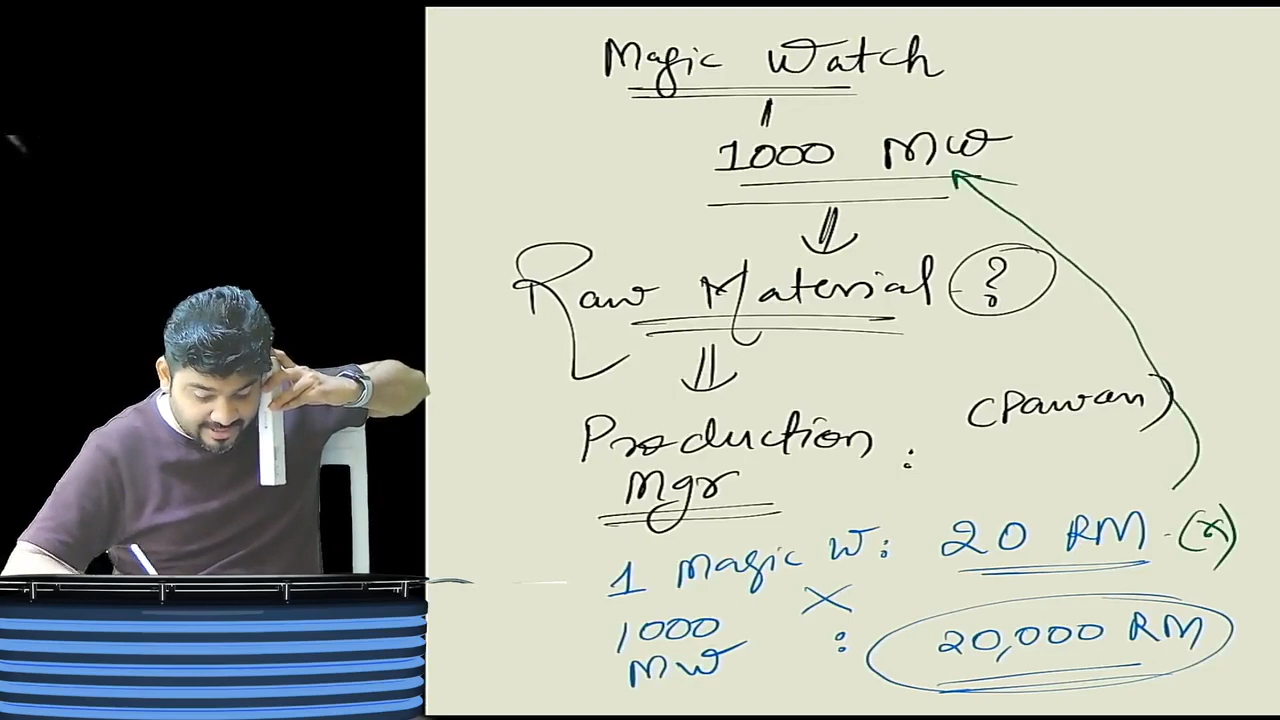 Magic Watch
1000 MW
Raw Material ?
Production :
Mgr
(Pawan)
1 Magic W: 20 RM (x)
×
1000
MW : 20,000 RM